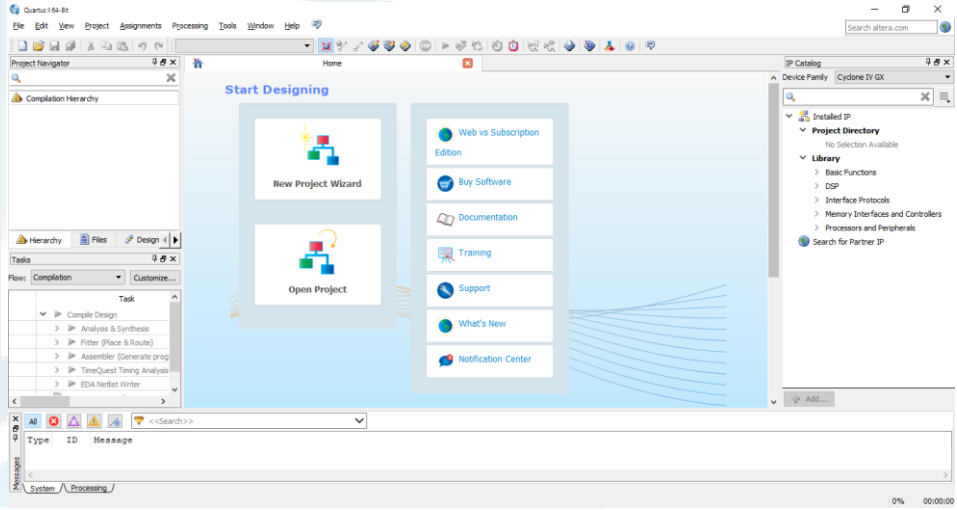 Quartus II 64-Bit
File Edit View Project Assignments Processing Tools Window Help
Search altera.com
Project Navigator
Home
IP Catalog
Device Family Cyclone IV GX
Compilation Hierarchy
Start Designing
New Project Wizard
Open Project
Web vs Subscription
Edition
Buy Software
Documentation
Training
Support
What's New
Notification Center
Installed IP
Project Directory
No Selection Available
Library
Basic Functions
DSP
Interface Protocols
Memory Interfaces and Controllers
Processors and Peripherals
Search for Partner IP
Add...
Hierarchy Files Design
Tasks
Flow: Compilation Customize...
Task
Compile Design
Analysis & Synthesis
Fitter (Place & Route)
Assembler (Generate prog
TimeQuest Timing Analysis
EDA Netlist Writer
All <<Search>>
Type ID Message
Messages
System Processing
0% 00:00:00